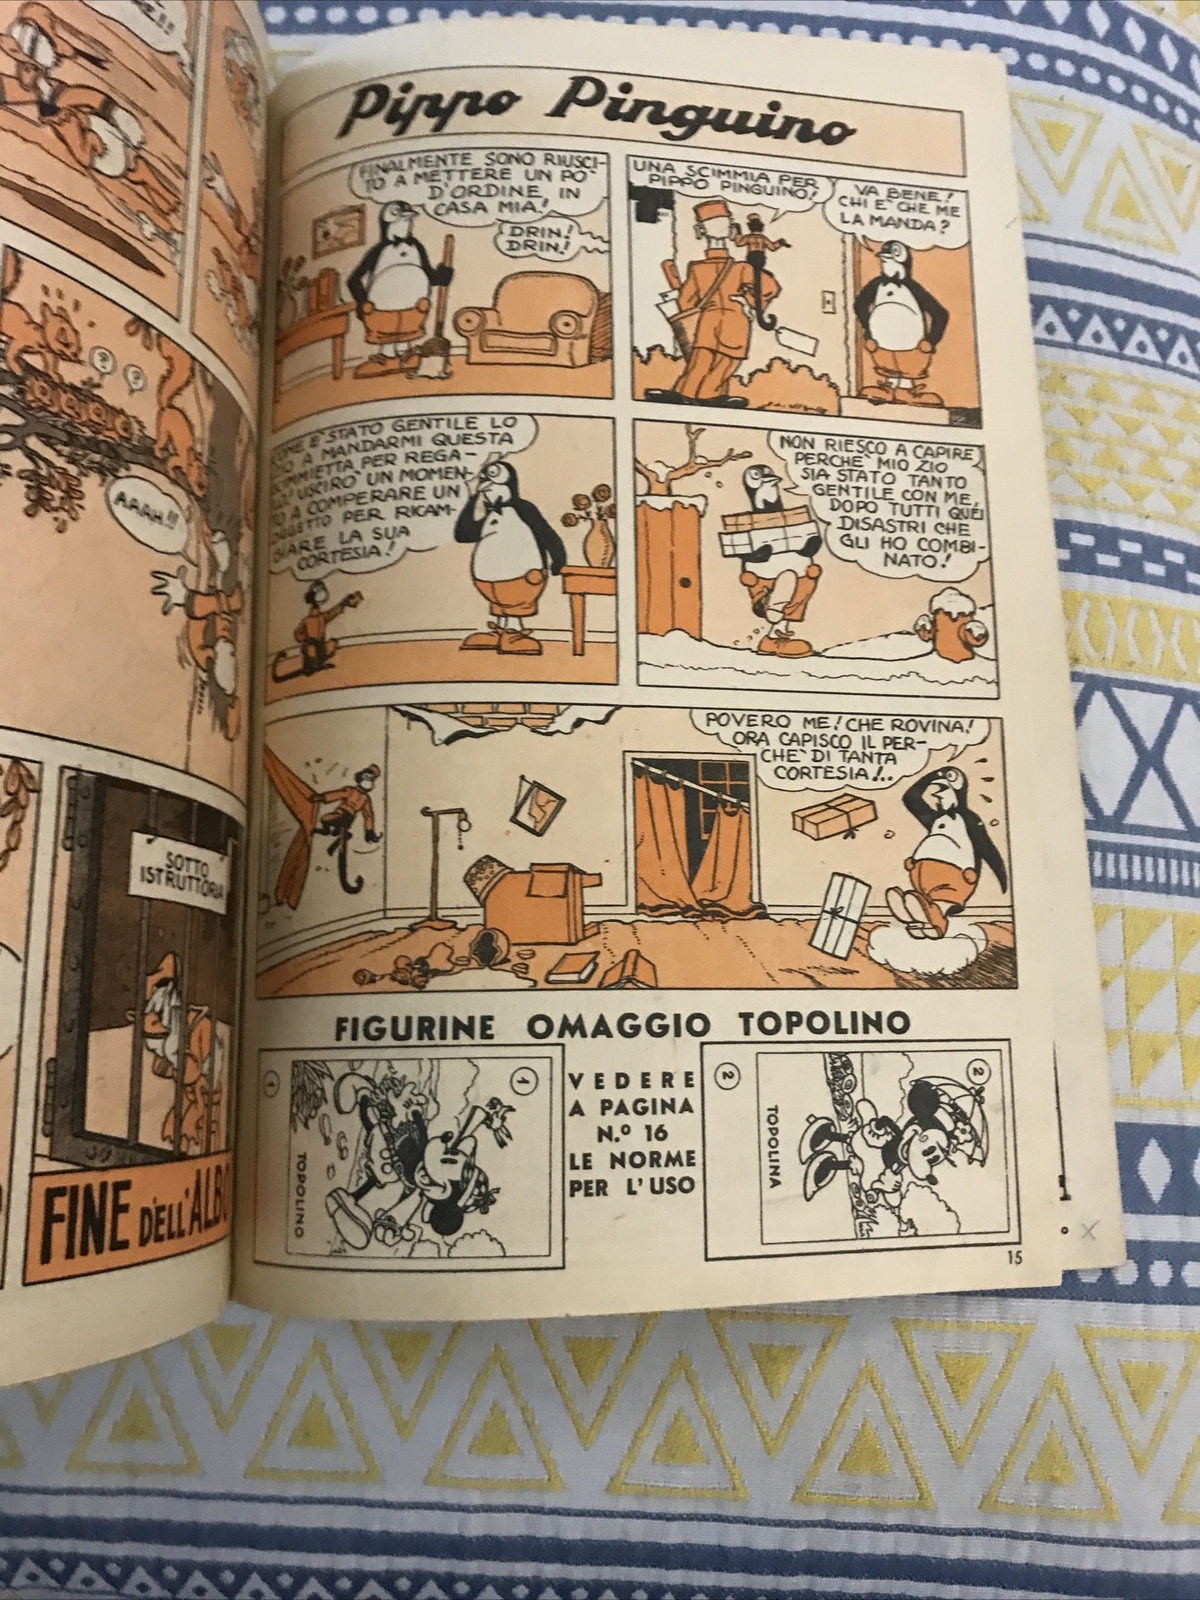 AAAH!!
SOTTO
ISTRUTTORIA
FINE DELL'ALBO
Pippo Pinguino
FINALMENTE SONO RIUSCI-
TO A METTERE UN PO'
D'ORDINE IN
CASA MIA!
DRIN!
DRIN!
UNA SCIMMIA PER
PIPPO PINGUINO!
VA BENE!
CHI E' CHE ME
LA MANDA?
COME E' STATO GENTILE LO
ZIO A MANDARMI QUESTA
SCIMMIETTA PER REGA-
LO! USCIRO' UN MOMEN-
TO A COMPERARE UN
OGGETTO PER RICAM-
BIARE LA SUA
CORTESIA!
NON RIESCO A CAPIRE
PERCHE' MIO ZIO
SIA STATO TANTO
GENTILE CON ME,
DOPO TUTTI QUEI
DISASTRI CHE
GLI HO COMBI-
NATO!
POVERO ME! CHE ROVINA!
ORA CAPISCO IL PER-
CHE' DI TANTA
CORTESIA!..
FIGURINE OMAGGIO TOPOLINO
1
1
TOPOLINO
VEDERE
A PAGINA
N.º 16
LE NORME
PER L'USO
2
2
TOPOLINA
15